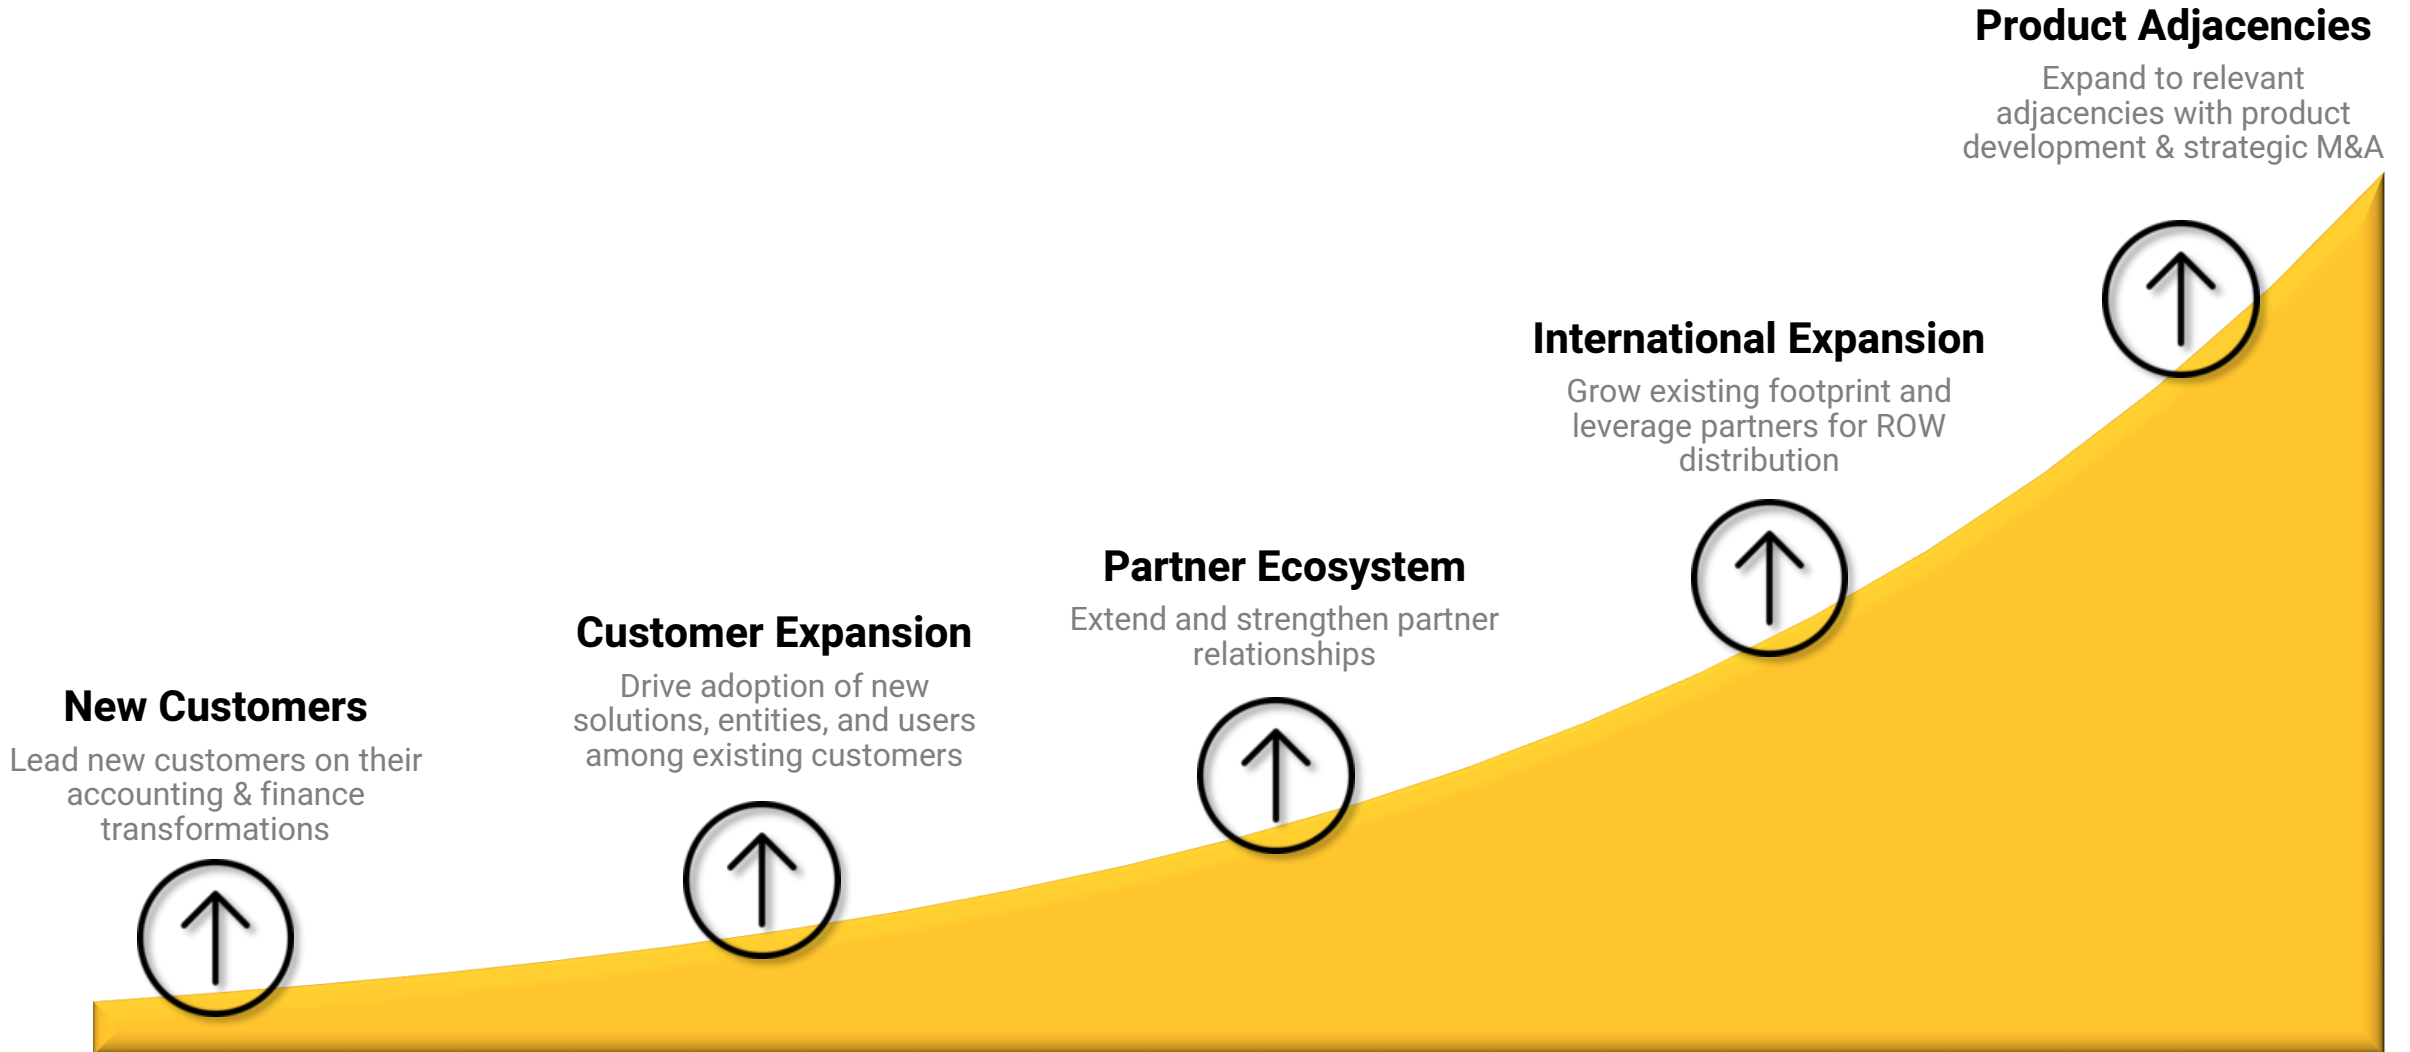 New Customers
Lead new customers on their
accounting & finance
transformations
Customer Expansion
Drive adoption of new
solutions, entities, and users
among existing customers
Partner Ecosystem
Extend and strengthen partner
relationships
International Expansion
Grow existing footprint and
leverage partners for ROW
distribution
Product Adjacencies
Expand to relevant
adjacencies with product
development & strategic M&A